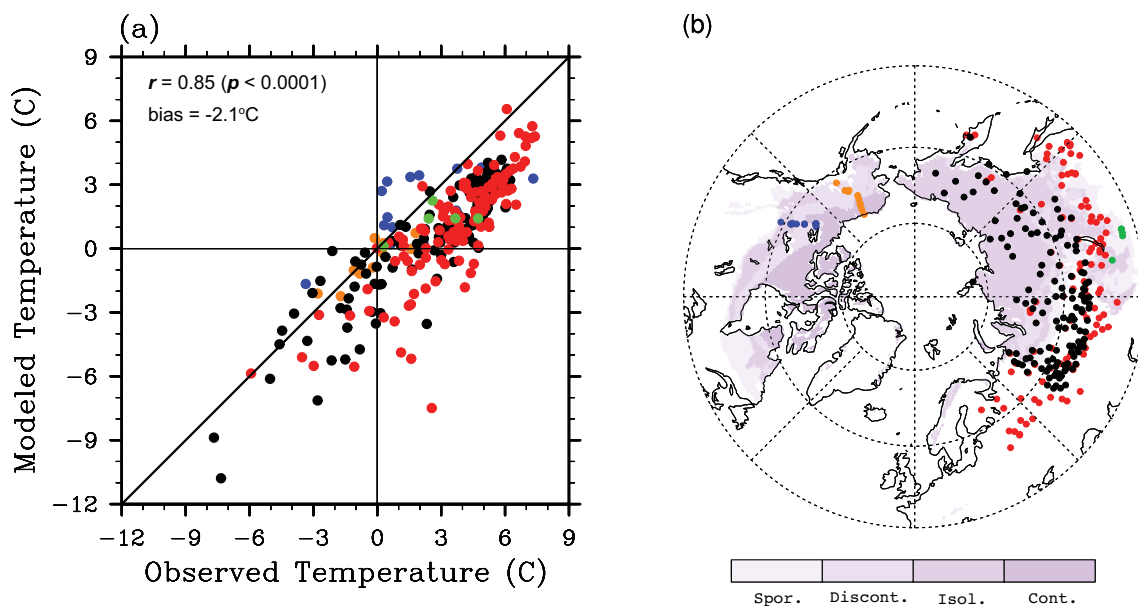 (a)
(b)
r = 0.85 (p < 0.0001)
bias = -2.1°C
Modeled Temperature (C)
9
6
3
0
−3
−6
−9
−12
−12 −9 −6 −3 0 3 6 9
Observed Temperature (C)
Spor. Discont. Isol. Cont.